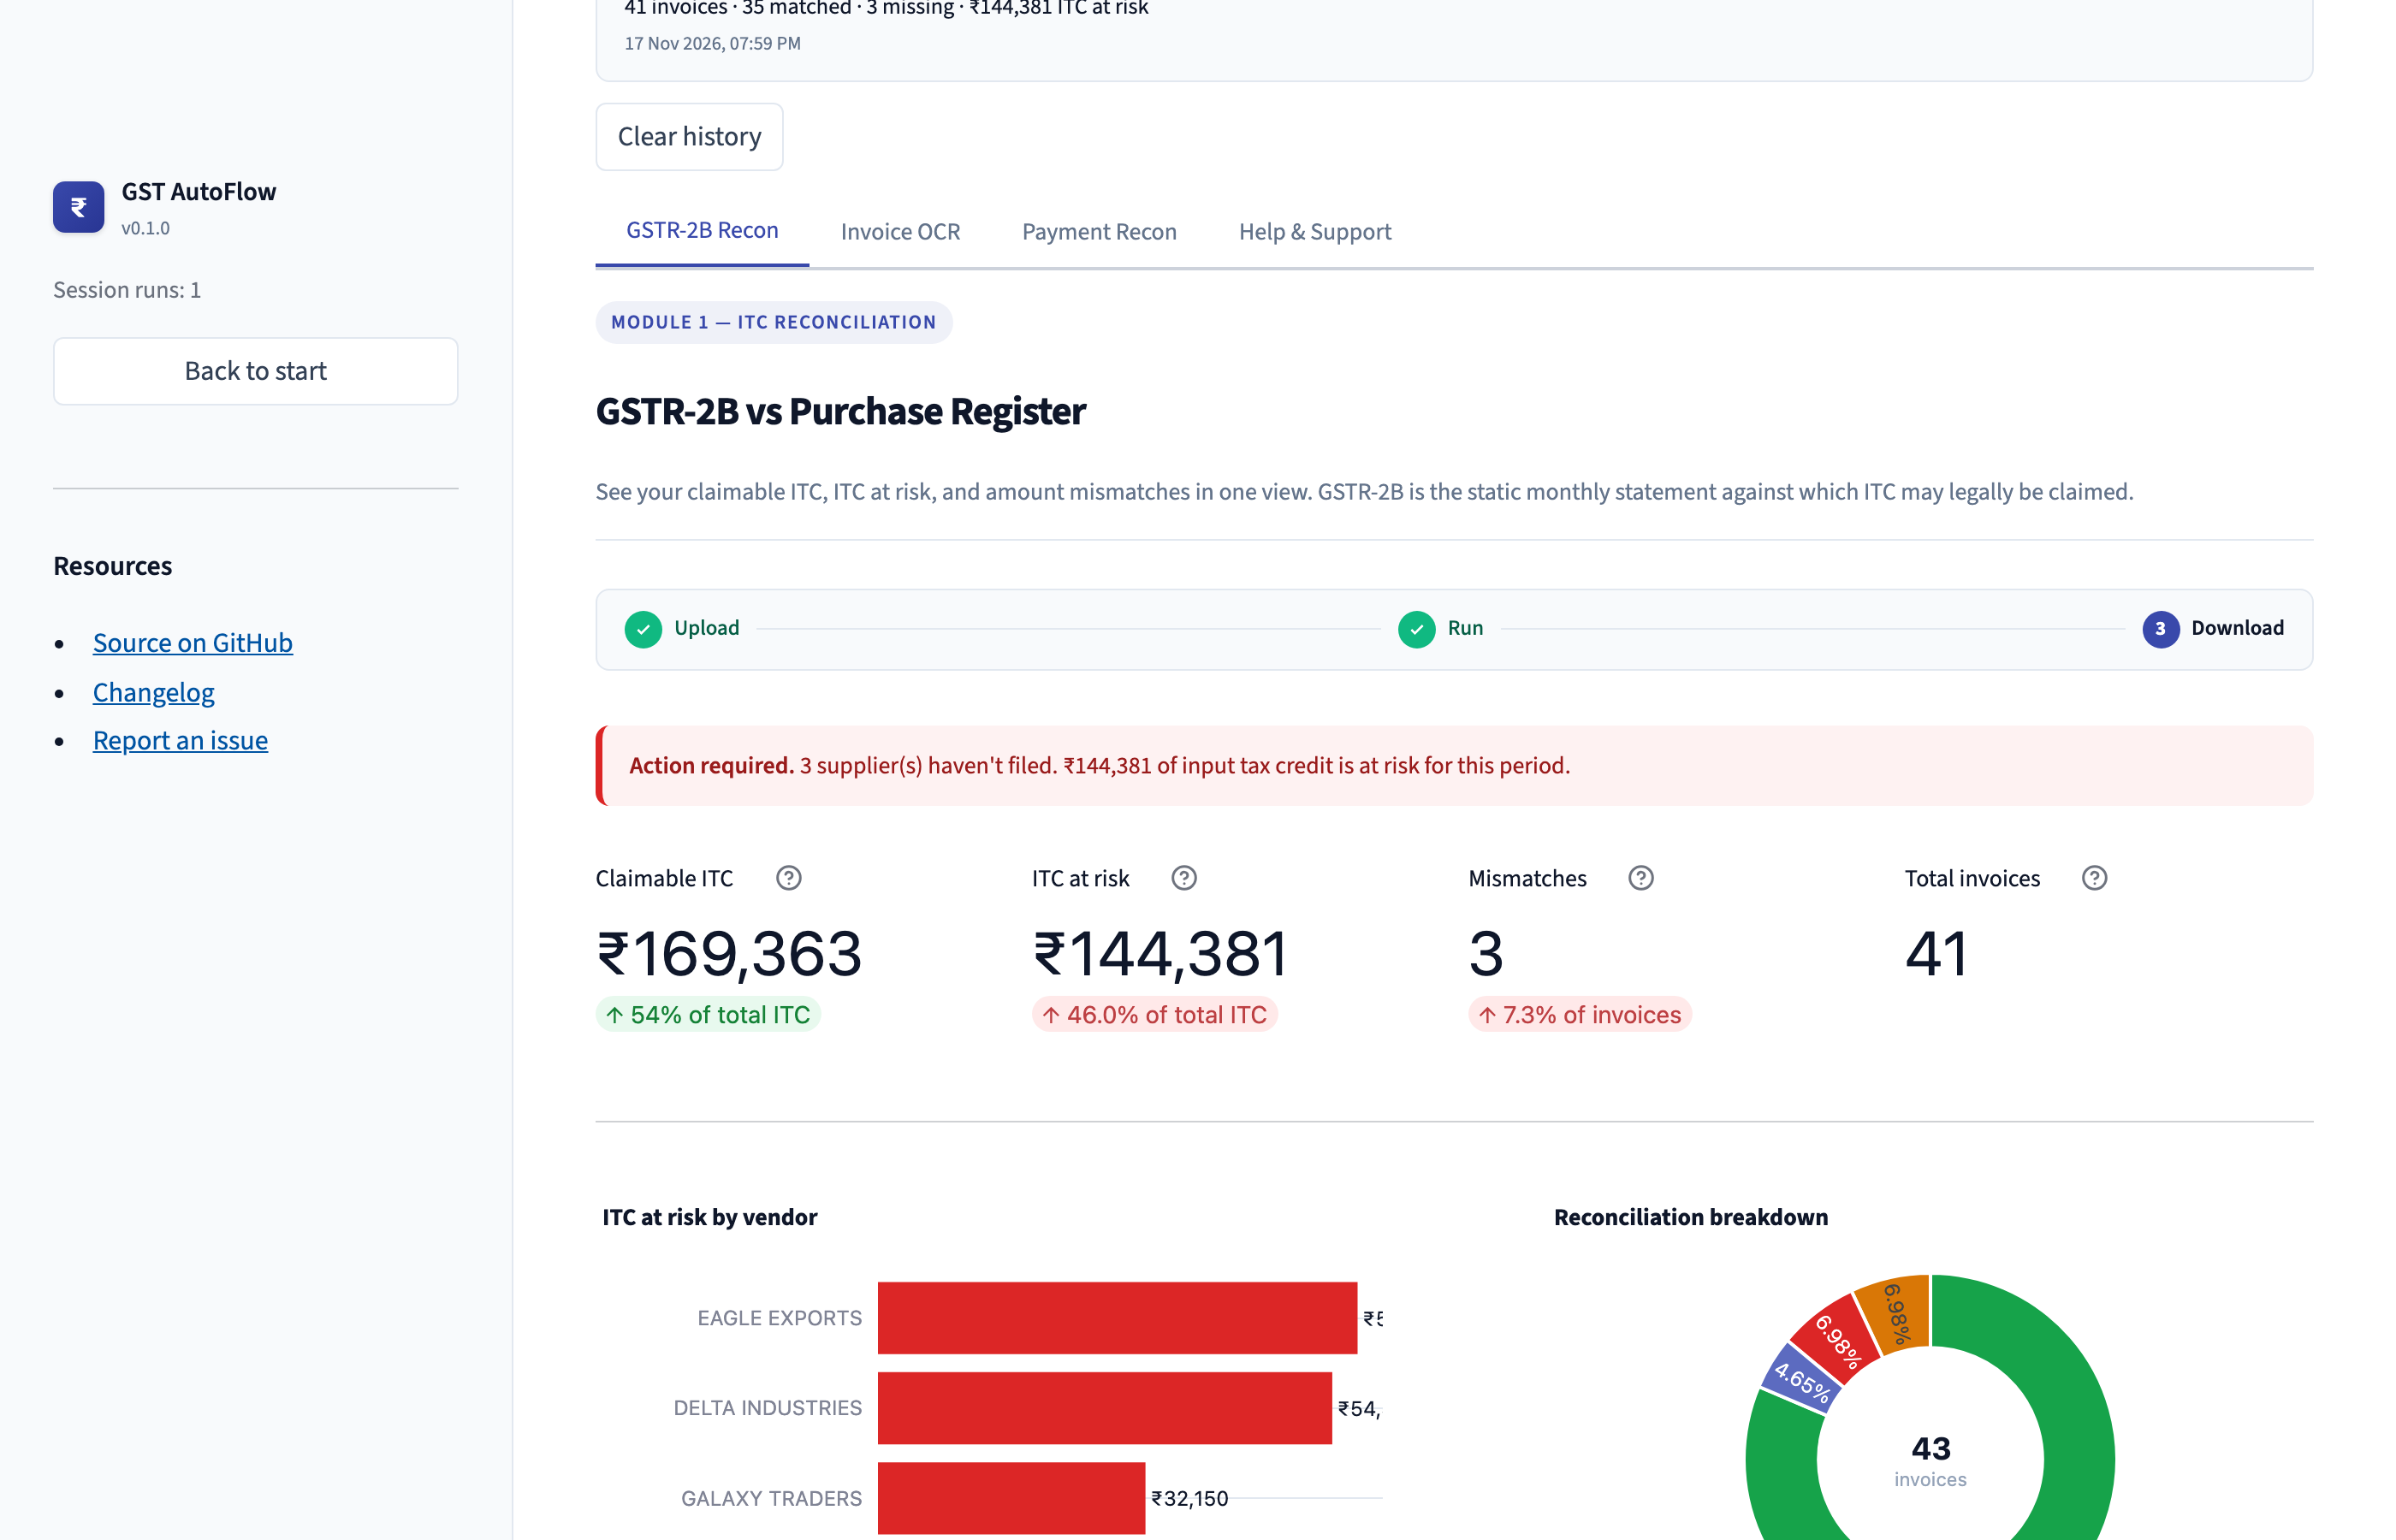 41 invoices · 35 matched · 3 missing · ₹144,381 ITC at risk
17 Nov 2026, 07:59 PM
Clear history
₹
GST AutoFlow
v0.1.0
Session runs: 1
Back to start
Resources
Source on GitHub
Changelog
Report an issue
GSTR-2B Recon
Invoice OCR
Payment Recon
Help & Support
MODULE 1 — ITC RECONCILIATION
GSTR-2B vs Purchase Register
See your claimable ITC, ITC at risk, and amount mismatches in one view. GSTR-2B is the static monthly statement against which ITC may legally be claimed.
Upload
Run
3 Download
Action required. 3 supplier(s) haven't filed. ₹144,381 of input tax credit is at risk for this period.
Claimable ITC
₹169,363
↑ 54% of total ITC
ITC at risk
₹144,381
↑ 46.0% of total ITC
Mismatches
3
↑ 7.3% of invoices
Total invoices
41
ITC at risk by vendor
EAGLE EXPORTS
₹5
DELTA INDUSTRIES
₹54,
GALAXY TRADERS
₹32,150
Reconciliation breakdown
6.98%
6.98%
4.65%
43
invoices